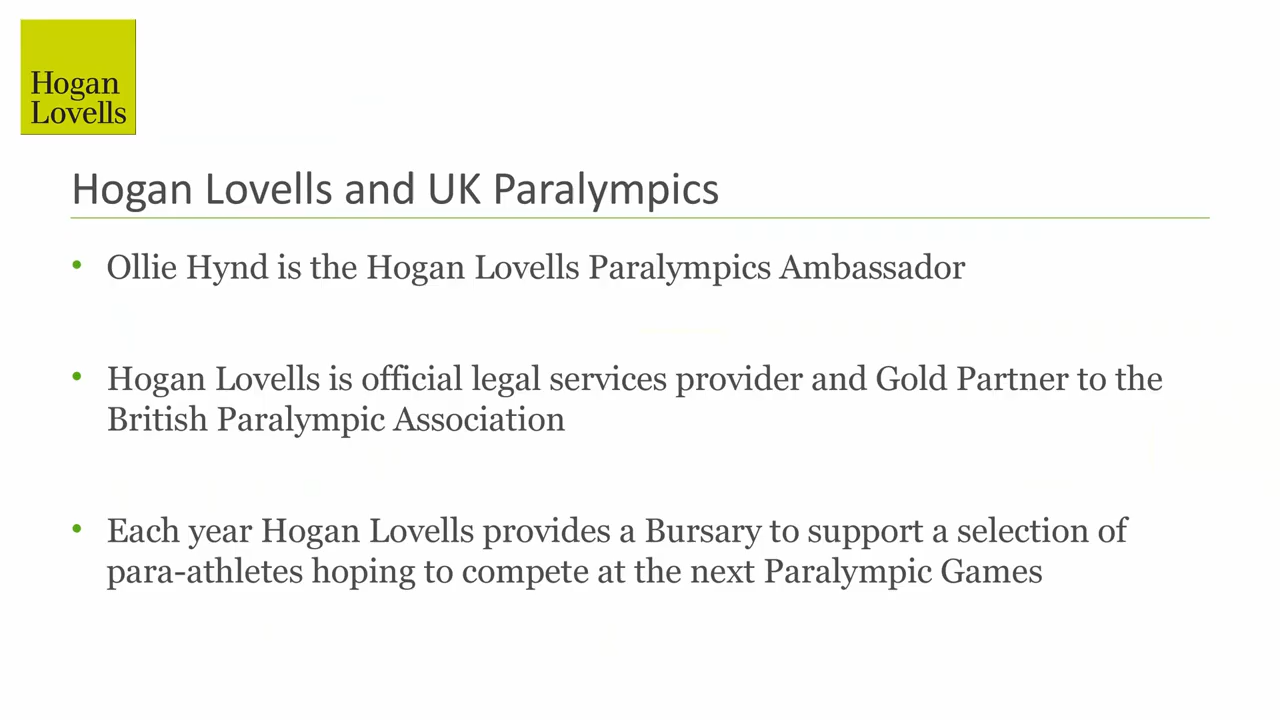 Hogan
Lovells
Hogan Lovells and UK Paralympics
• Ollie Hynd is the Hogan Lovells Paralympics Ambassador
• Hogan Lovells is official legal services provider and Gold Partner to the
British Paralympic Association
• Each year Hogan Lovells provides a Bursary to support a selection of
para-athletes hoping to compete at the next Paralympic Games